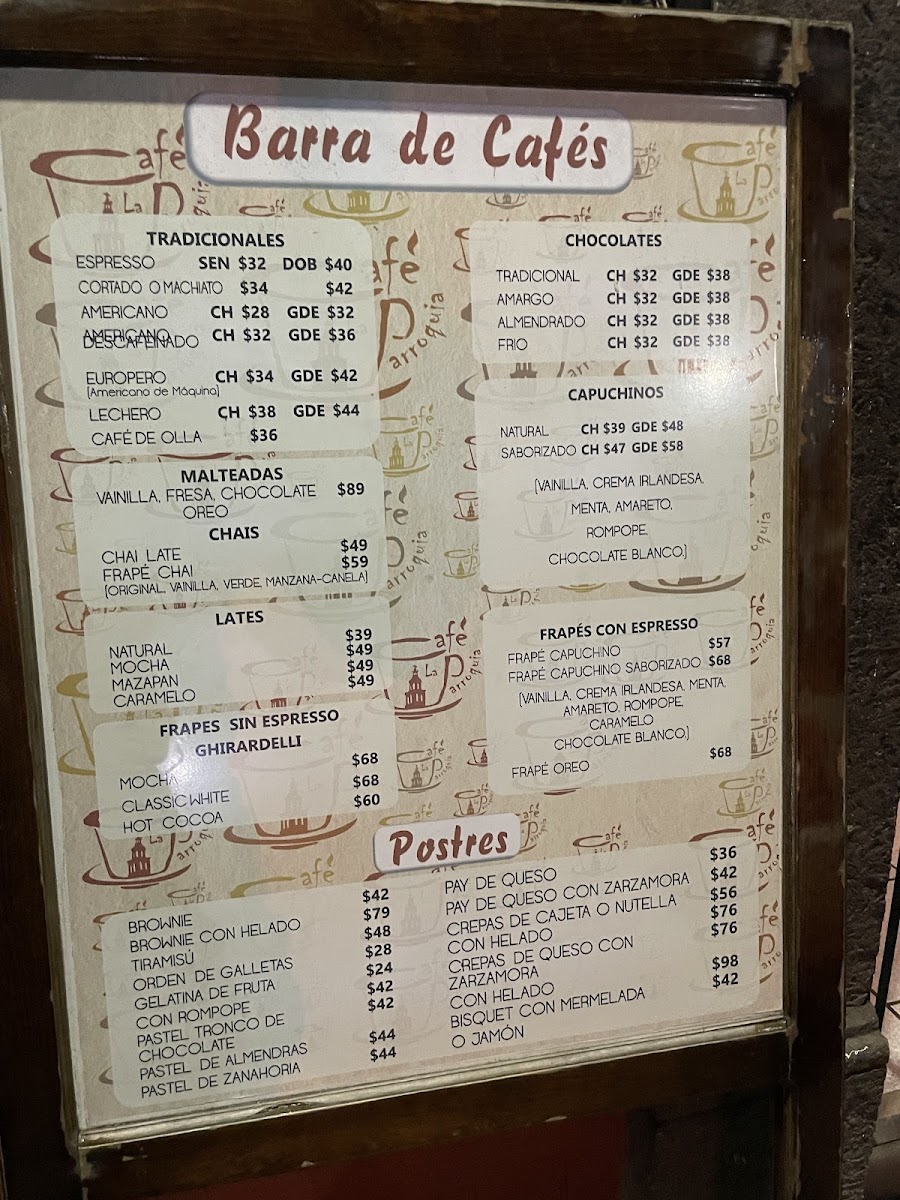 Barra de Cafés
TRADICIONALES
ESPRESSO SEN $32 DOB $40
CORTADO O MACHIATO $34 $42
AMERICANO CH $28 GDE $32
AMERICANO CH $32 GDE $36
DESCAFEINADO
EUROPERO CH $34 GDE $42
(Americano de Máquina)
LECHERO CH $38 GDE $44
CAFÉ DE OLLA $36
MALTEADAS
VAINILLA, FRESA, CHOCOLATE $89
OREO
CHAIS
CHAI LATE $49
FRAPÉ CHAI $59
(ORIGINAL, VAINILLA, VERDE, MANZANA-CANELA)
LATES
NATURAL $39
MOCHA $49
MAZAPAN $49
CARAMELO $49
FRAPES SIN ESPRESSO
GHIRARDELLI
MOCHA $68
CLASSIC WHITE $68
HOT COCOA $60
CHOCOLATES
TRADICIONAL CH $32 GDE $38
AMARGO CH $32 GDE $38
ALMENDRADO CH $32 GDE $38
FRIO CH $32 GDE $38
CAPUCHINOS
NATURAL CH $39 GDE $48
SABORIZADO CH $47 GDE $58
(VAINILLA, CREMA IRLANDESA,
MENTA, AMARETO,
ROMPOPE,
CHOCOLATE BLANCO)
FRAPÉS CON ESPRESSO
FRAPÉ CAPUCHINO $57
FRAPÉ CAPUCHINO SABORIZADO $68
(VAINILLA, CREMA IRLANDESA, MENTA,
AMARETO, ROMPOPE,
CARAMELO
CHOCOLATE BLANCO)
FRAPÉ OREO $68
Postres
BROWNIE $42
BROWNIE CON HELADO $79
TIRAMISÚ $48
ORDEN DE GALLETAS $28
GELATINA DE FRUTA $24
CON ROMPOPE $42
PASTEL TRONCO DE $42
CHOCOLATE
PASTEL DE ALMENDRAS $44
PASTEL DE ZANAHORIA $44
PAY DE QUESO $36
PAY DE QUESO CON ZARZAMORA $42
CREPAS DE CAJETA O NUTELLA $56
CON HELADO $76
CREPAS DE QUESO CON $76
ZARZAMORA
CON HELADO $98
BISQUET CON MERMELADA $42
O JAMÓN
Café La Parroquia